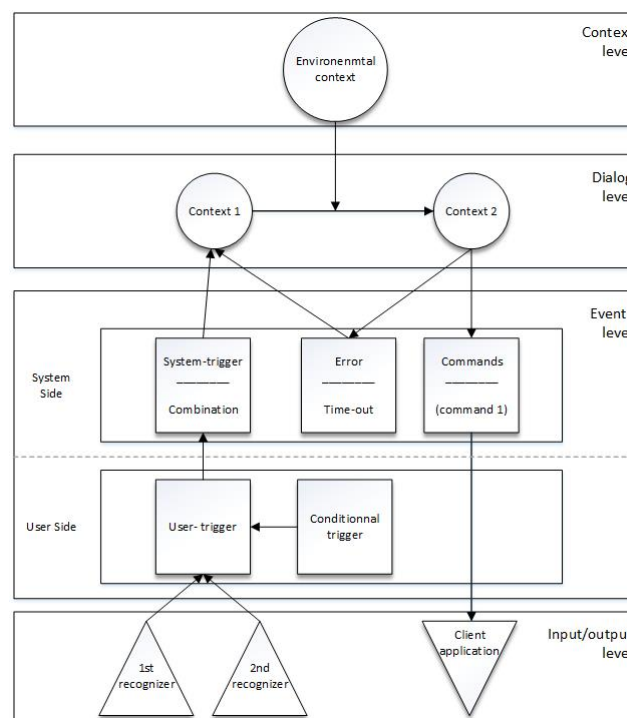 Contex
leve
Environenmtal
context
Dialog
leve
Context 1
Context 2
Event
leve
System
Side
System-trigger
Combination
Error
Time-out
Commands
(command 1)
User Side
User- trigger
Conditionnal
trigger
Input/outpu
leve
1st
recognizer
2nd
recognizer
Client
application